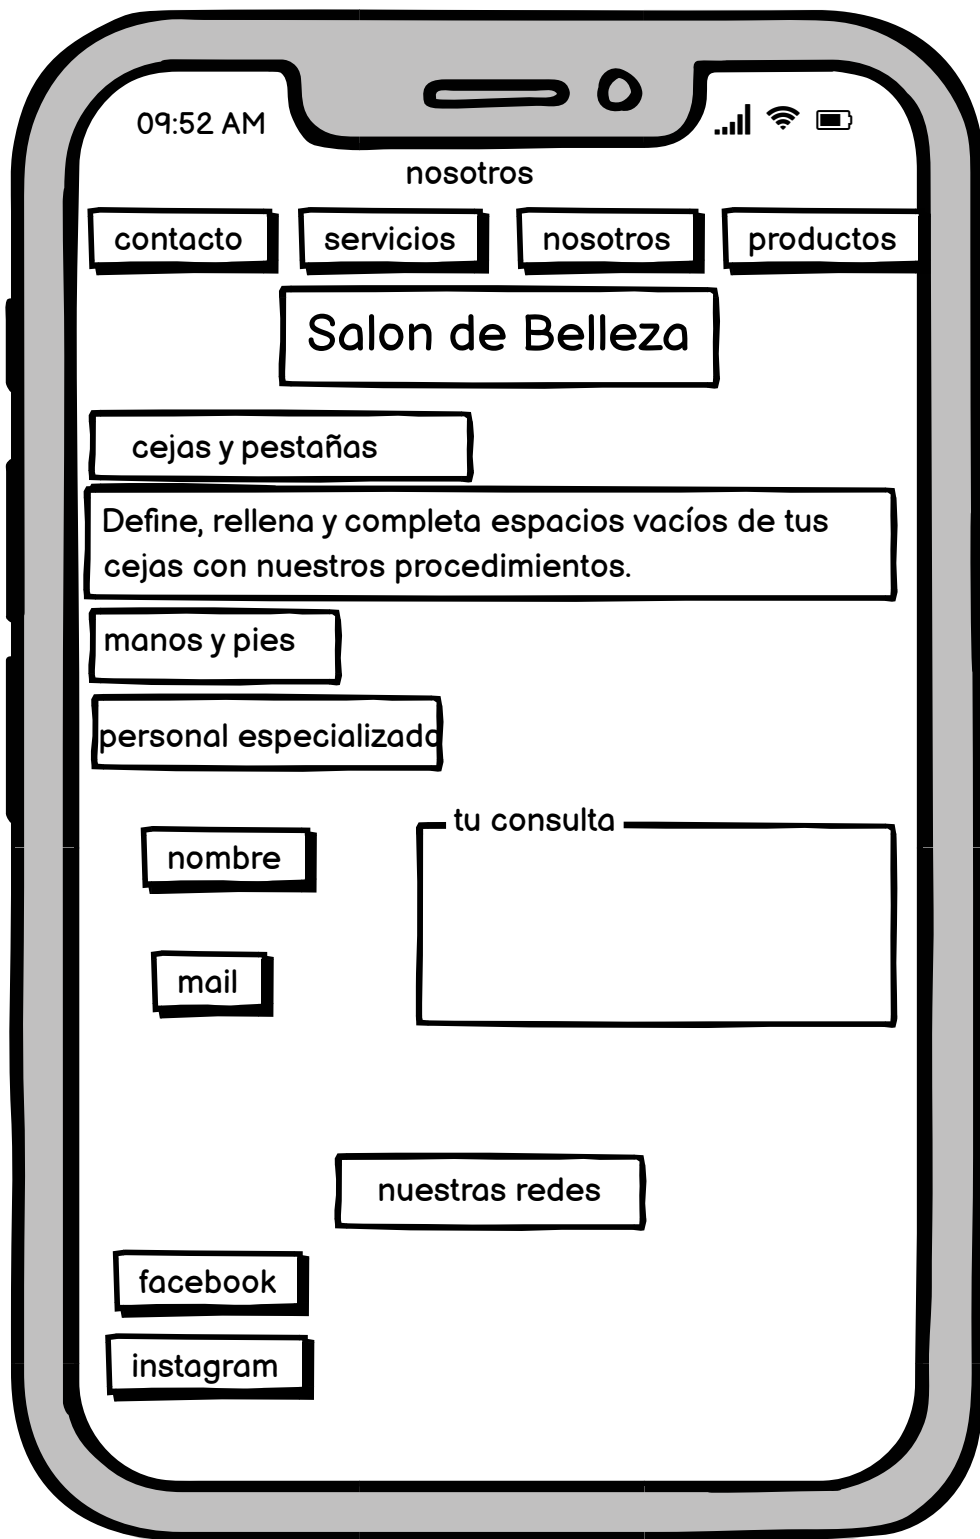 09:52 AM
nosotros
contacto servicios nosotros productos
Salon de Belleza
cejas y pestañas
Define, rellena y completa espacios vacíos de tus
cejas con nuestros procedimientos.
manos y pies
personal especializado
tu consulta
nombre
mail
nuestras redes
facebook
instagram